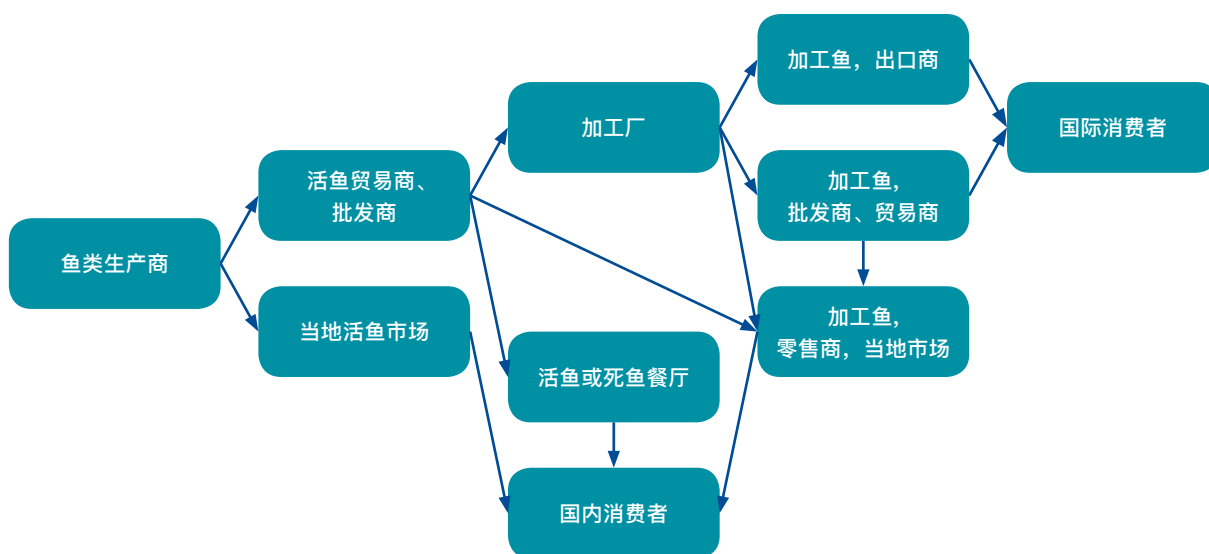 鱼类生产商
活鱼贸易商、
批发商
当地活鱼市场
加工厂
活鱼或死鱼餐厅
国内消费者
加工鱼，出口商
加工鱼,
批发商、贸易商
加工鱼,
零售商，当地市场
国际消费者